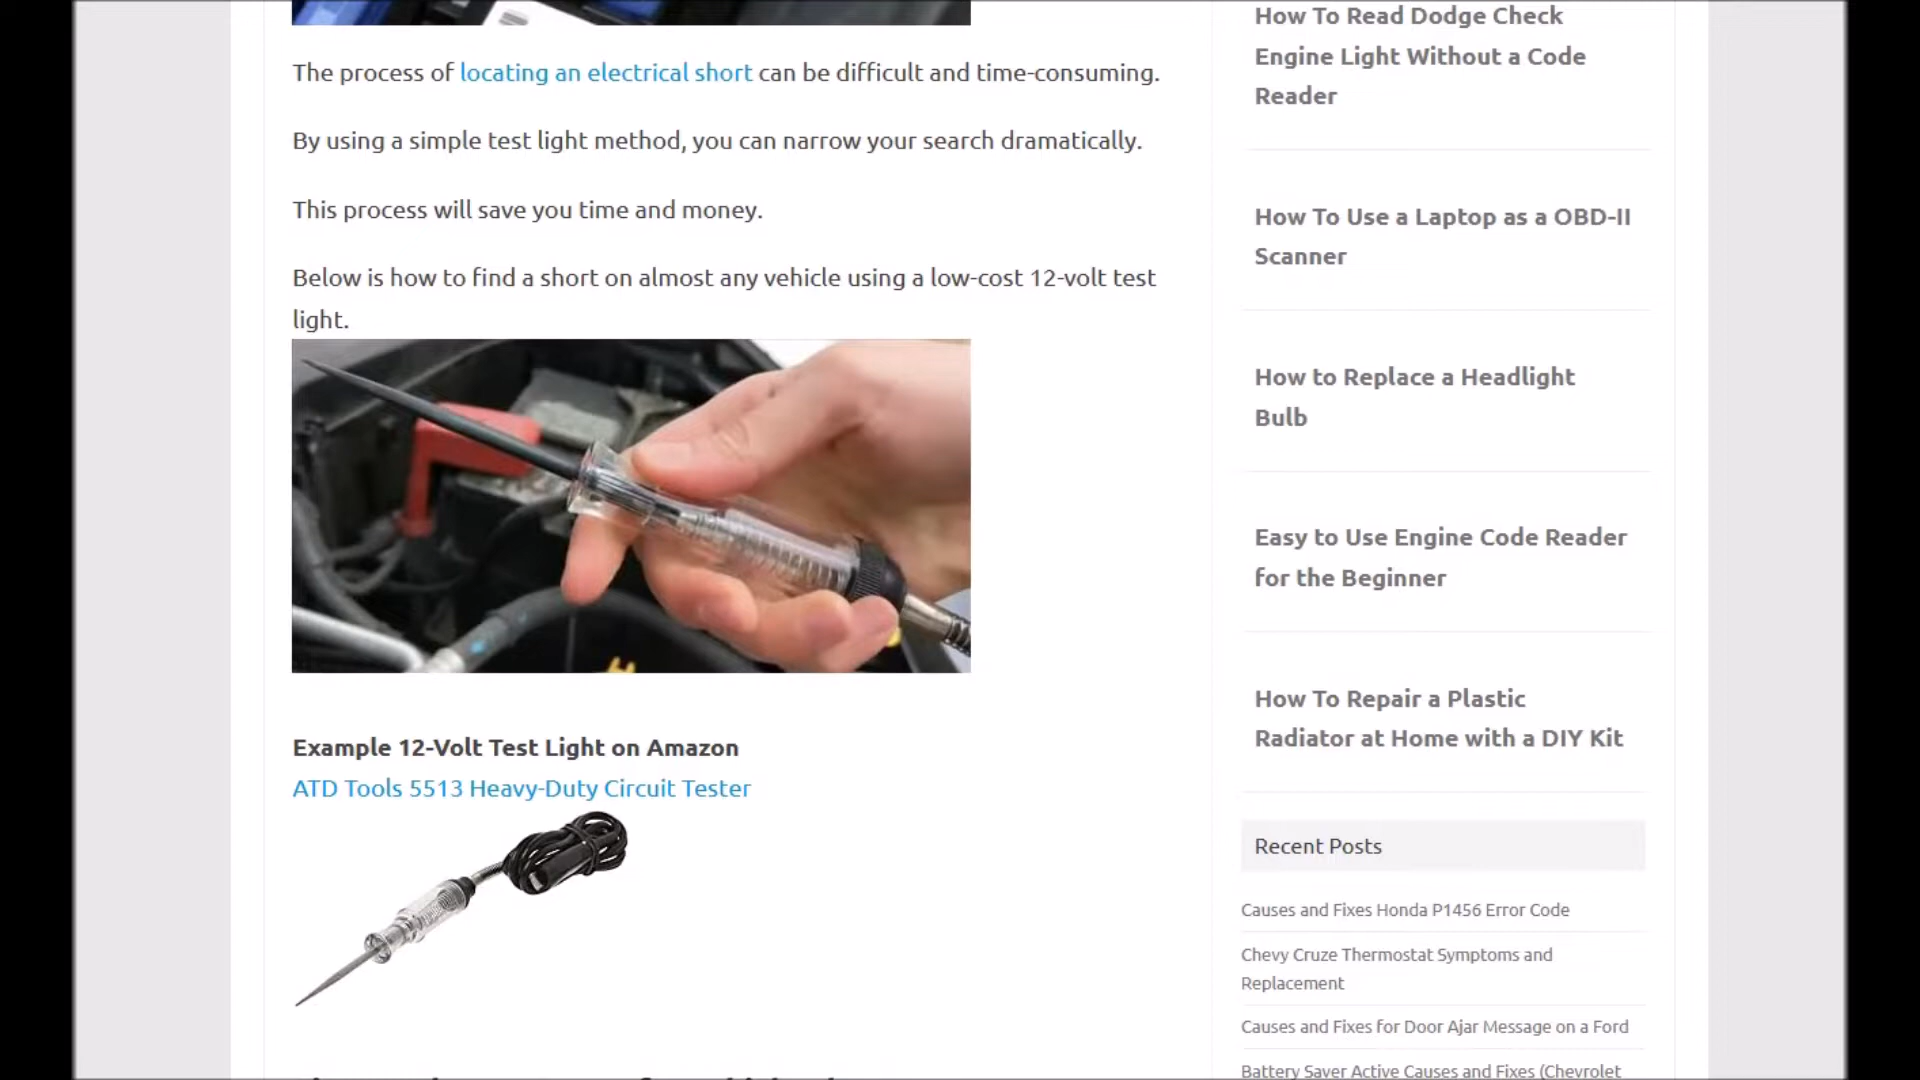 The process of locating an electrical short can be difficult and time-consuming.
By using a simple test light method, you can narrow your search dramatically.
This process will save you time and money.
Below is how to find a short on almost any vehicle using a low-cost 12-volt test
light.
Example 12-Volt Test Light on Amazon
ATD Tools 5513 Heavy-Duty Circuit Tester
How To Read Dodge Check
Engine Light Without a Code
Reader
How To Use a Laptop as a OBD-II
Scanner
How to Replace a Headlight
Bulb
Easy to Use Engine Code Reader
for the Beginner
How To Repair a Plastic
Radiator at Home with a DIY Kit
Recent Posts
Causes and Fixes Honda P1456 Error Code
Chevy Cruze Thermostat Symptoms and
Replacement
Causes and Fixes for Door Ajar Message on a Ford
Battery Saver Active Causes and Fixes (Chevrolet